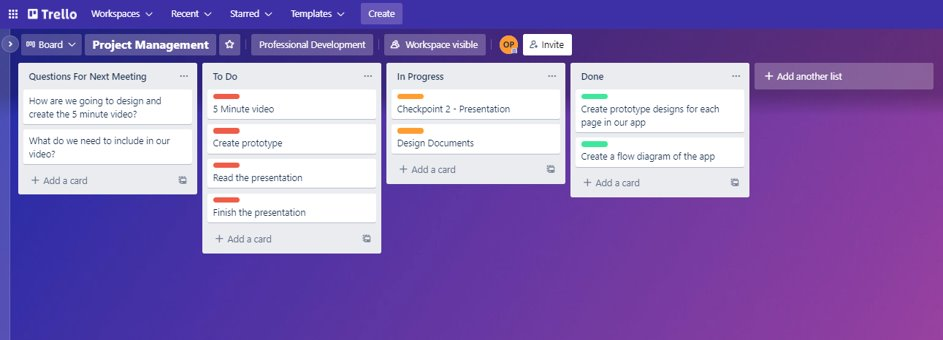 Trello
Workspaces
Recent
Starred
Templates
Create
Board
Project Management
Professional Development
Workspace visible
OP
Invite
Questions For Next Meeting
How are we going to design and
create the 5 minute video?
What do we need to include in our
video?
+ Add a card
To Do
5 Minute video
Create prototype
Read the presentation
Finish the presentation
+ Add a card
In Progress
Checkpoint 2 - Presentation
Design Documents
+ Add a card
Done
Create prototype designs for each
page in our app
Create a flow diagram of the app
+ Add a card
+ Add another list